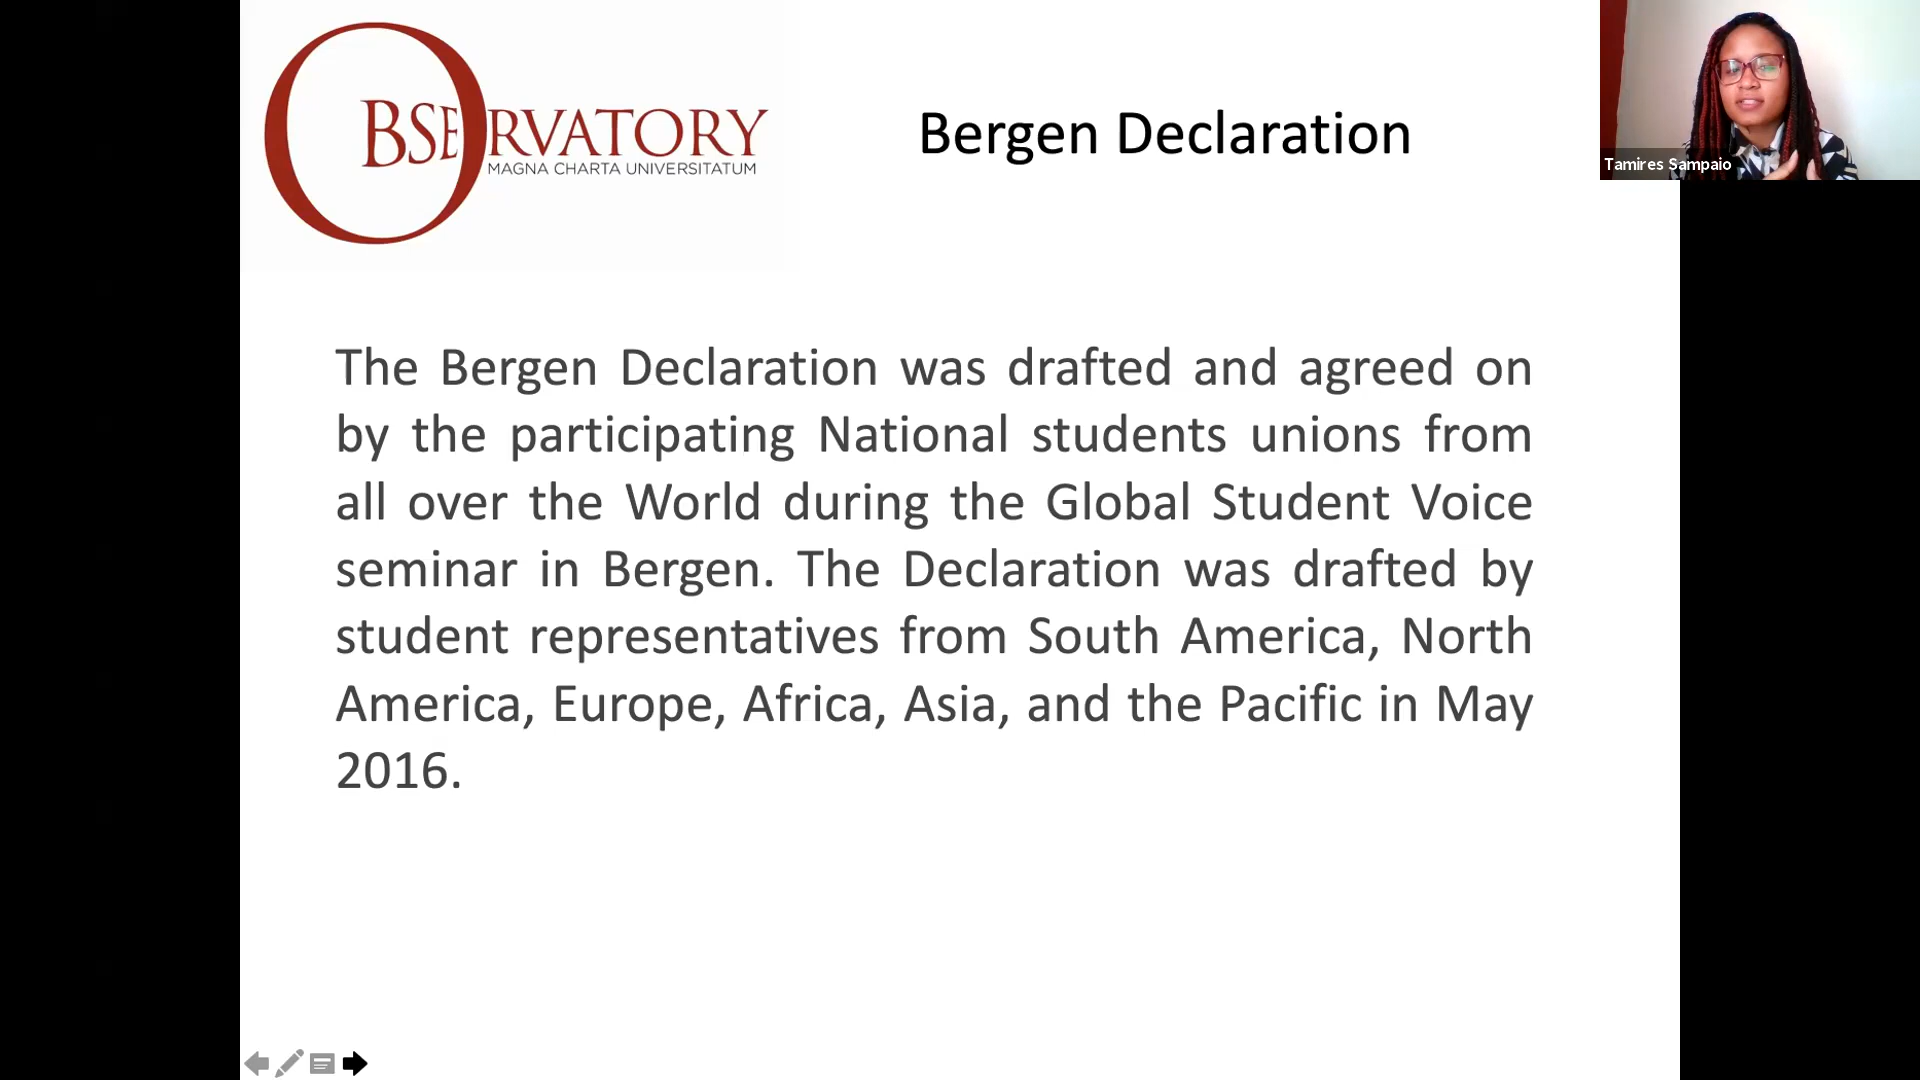 OBSERVATORY
MAGNA CHARTA UNIVERSITATUM
Bergen Declaration
Tamires Sampaio
The Bergen Declaration was drafted and agreed on
by the participating National students unions from
all over the World during the Global Student Voice
seminar in Bergen. The Declaration was drafted by
student representatives from South America, North
America, Europe, Africa, Asia, and the Pacific in May
2016.